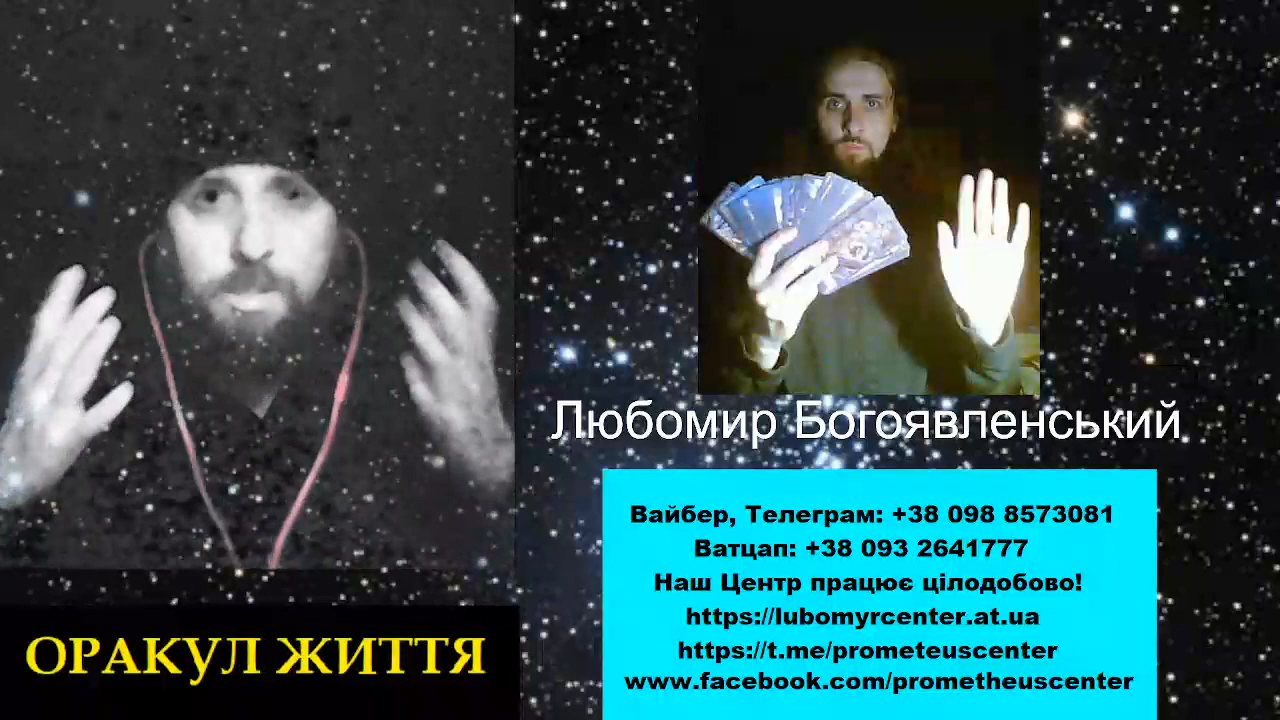 ОРАКУЛ ЖИТТЯ
Любомир Богоявленський
Вайбер, Телеграм: +38 098 8573081
Ватцап: +38 093 2641777
Наш Центр працює цілодобово!
https://lubomyrcenter.at.ua
https://t.me/prometeuscenter
www.facebook.com/prometheuscenter